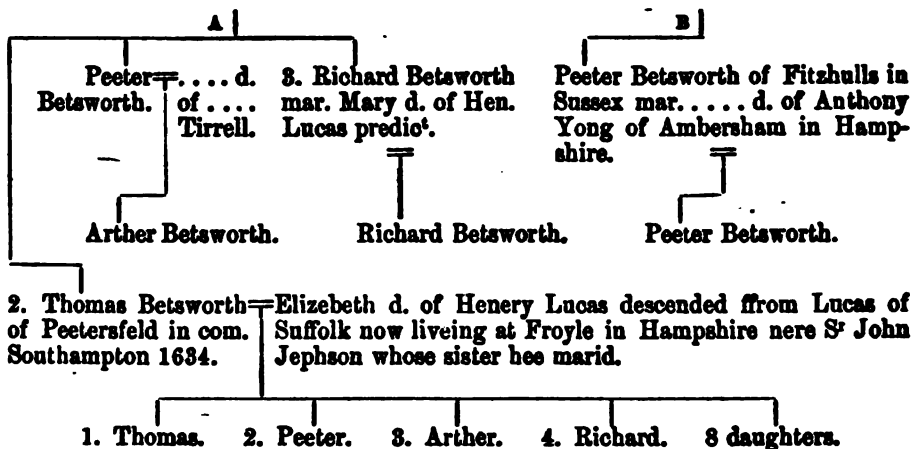 A
B
Peeter=.... d.
Betsworth. of ....
Tirrell.
3. Richard Betsworth
mar. Mary d. of Hen.
Lucas predicᵗ.
Peeter Betsworth of Fitzhulls in
Sussex mar..... d. of Anthony
Yong of Ambersham in Hamp-
shire.
Arther Betsworth.
Richard Betsworth.
Peeter Betsworth.
2. Thomas Betsworth=Elizebeth d. of Henery Lucas descended ffrom Lucas of
of Peetersfeld in com. Suffolk now liveing at Froyle in Hampshire nere Sʳ John
Southampton 1634. Jephson whose sister hee marid.
1. Thomas. 2. Peeter. 3. Arther. 4. Richard. 8 daughters.